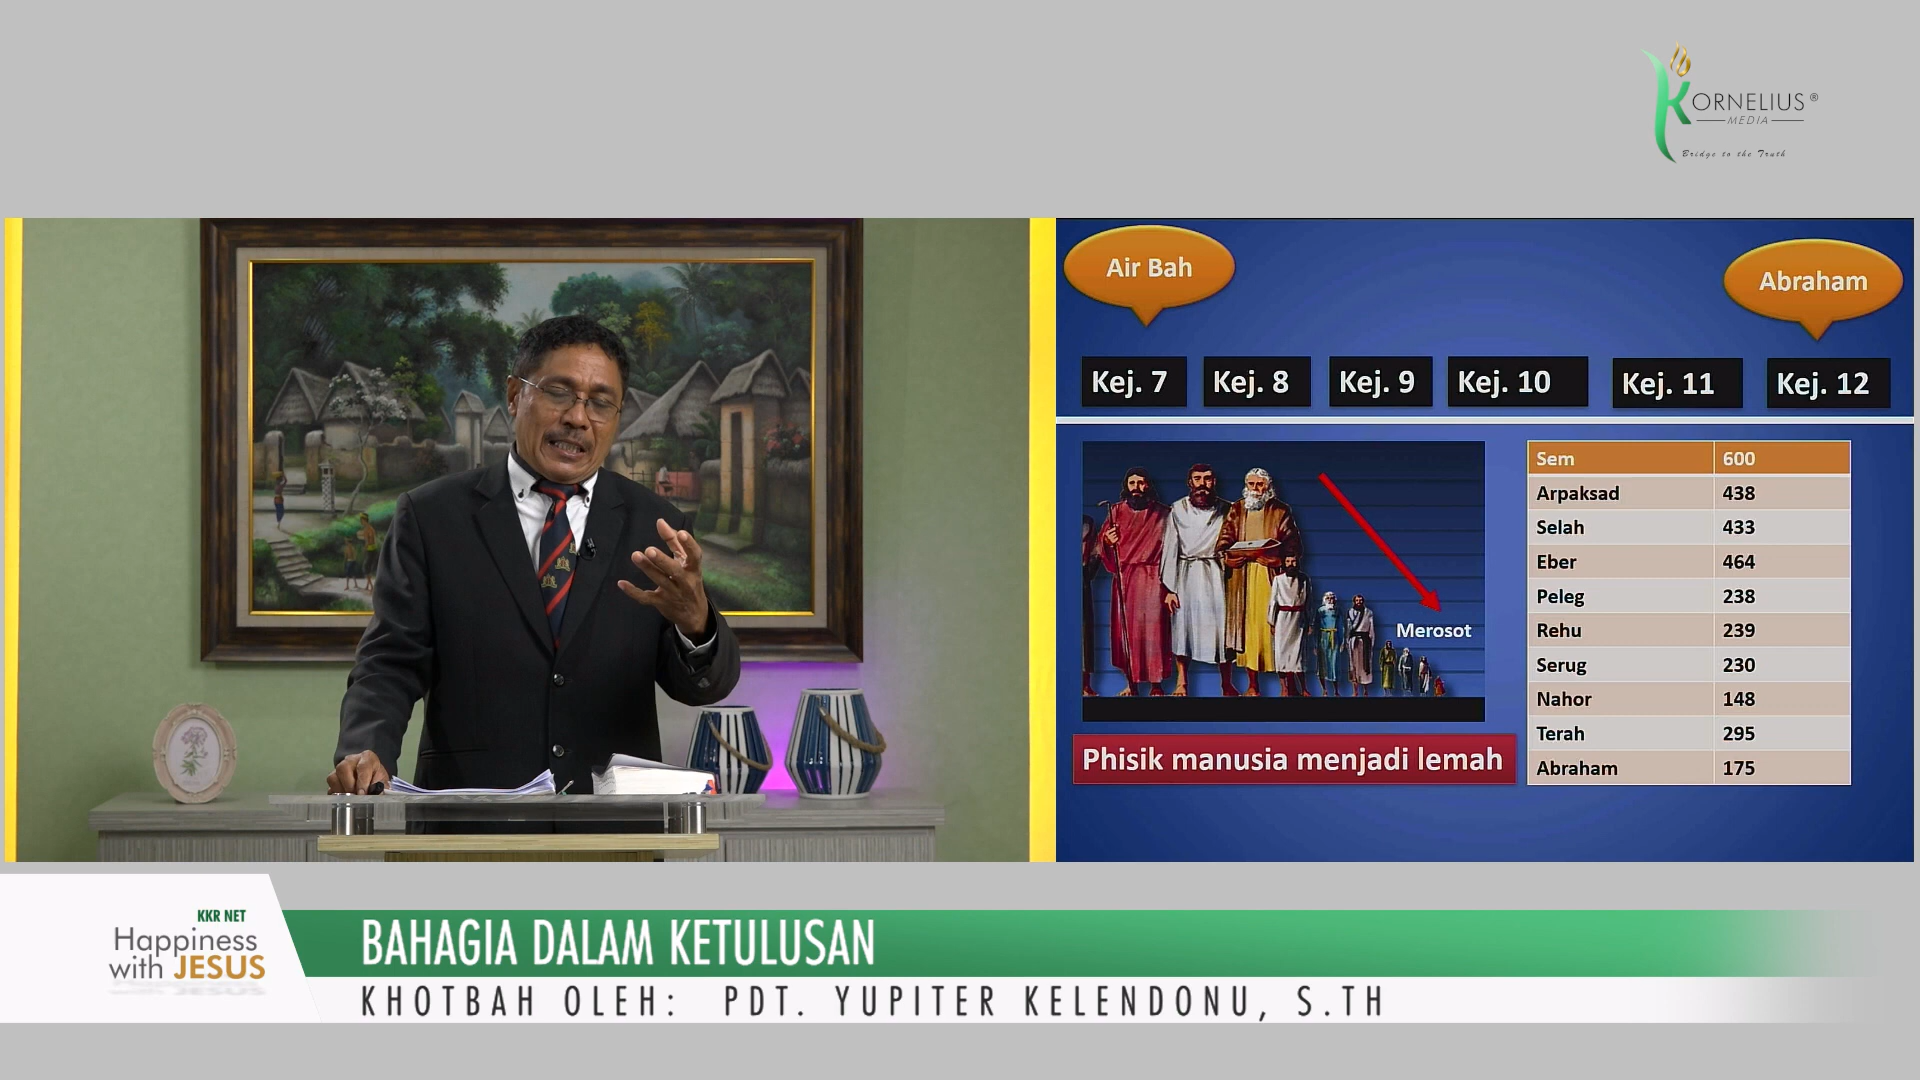 KORNELIUS®
MEDIA
Bridge to the Truth
Air Bah
Abraham
Kej. 7
Kej. 8
Kej. 9
Kej. 10
Kej. 11
Kej. 12
Merosot
Phisik manusia menjadi lemah
Sem 600
Arpaksad 438
Selah 433
Eber 464
Peleg 238
Rehu 239
Serug 230
Nahor 148
Terah 295
Abraham 175
KKR NET
Happiness
with JESUS
BAHAGIA DALAM KETULUSAN
KHOTBAH OLEH: PDT. YUPITER KELENDONU, S.TH